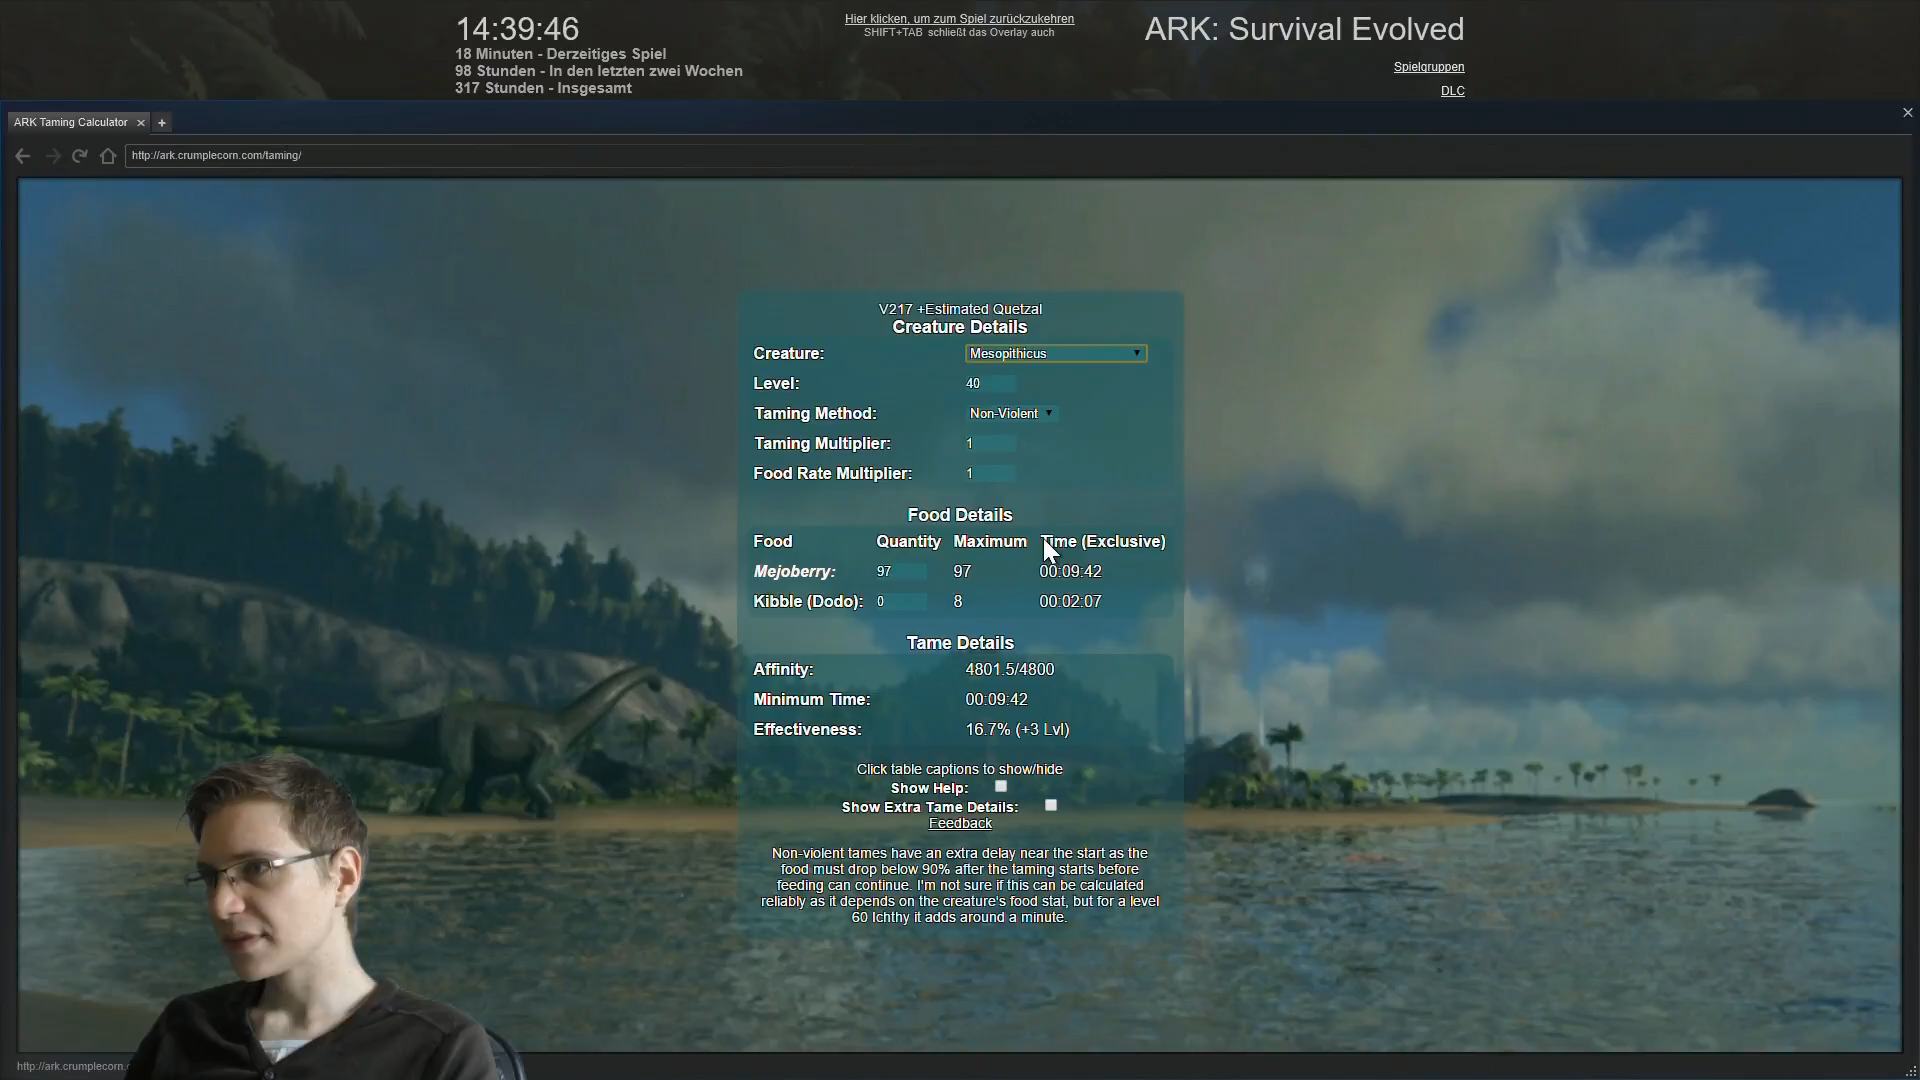 14:39:46
18 Minuten - Derzeitiges Spiel
98 Stunden - In den letzten zwei Wochen
317 Stunden - Insgesamt
Hier klicken, um zum Spiel zurückzukehren
SHIFT+TAB schließt das Overlay auch
ARK: Survival Evolved
Spielgruppen
DLC
ARK Taming Calculator
http://ark.crumplecorn.com/taming/
V217 +Estimated Quetzal
Creature Details
Creature: Mesopithicus
Level: 40
Taming Method: Non-Violent
Taming Multiplier: 1
Food Rate Multiplier: 1
Food Details
Food Quantity Maximum Time (Exclusive)
Mejoberry: 97 97 00:09:42
Kibble (Dodo): 0 8 00:02:07
Tame Details
Affinity: 4801.5/4800
Minimum Time: 00:09:42
Effectiveness: 16.7% (+3 Lvl)
Click table captions to show/hide
Show Help:
Show Extra Tame Details:
Feedback
Non-violent tames have an extra delay near the start as the
food must drop below 90% after the taming starts before
feeding can continue. I'm not sure if this can be calculated
reliably as it depends on the creature's food stat, but for a level
60 Ichthy it adds around a minute.
http://ark.crumplecorn.